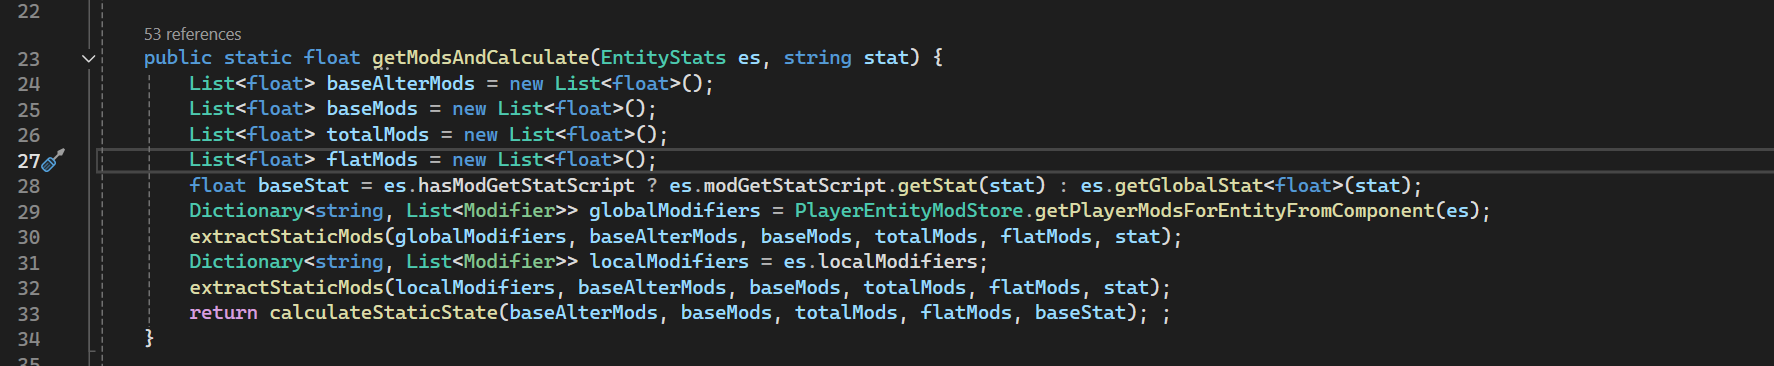 22
53 references
23 public static float getModsAndCalculate(EntityStats es, string stat) {
24 List<float> baseAlterMods = new List<float>();
25 List<float> baseMods = new List<float>();
26 List<float> totalMods = new List<float>();
27 List<float> flatMods = new List<float>();
28 float baseStat = es.hasModGetStatScript ? es.modGetStatScript.getStat(stat) : es.getGlobalStat<float>(stat);
29 Dictionary<string, List<Modifier>> globalModifiers = PlayerEntityModStore.getPlayerModsForEntityFromComponent(es);
30 extractStaticMods(globalModifiers, baseAlterMods, baseMods, totalMods, flatMods, stat);
31 Dictionary<string, List<Modifier>> localModifiers = es.localModifiers;
32 extractStaticMods(localModifiers, baseAlterMods, baseMods, totalMods, flatMods, stat);
33 return calculateStaticState(baseAlterMods, baseMods, totalMods, flatMods, baseStat); ;
34 }
35